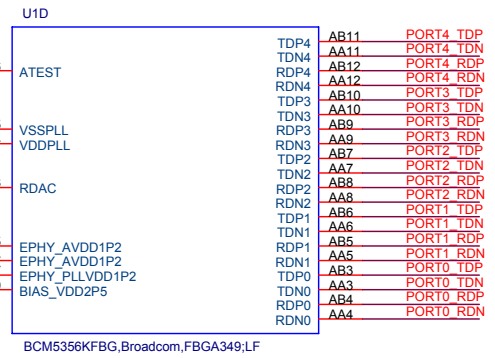 U1D
TDP4 AB11 PORT4_TDP
TDN4 AA11 PORT4_TDN
ATEST RDP4 AB12 PORT4_RDP
RDN4 AA12 PORT4_RDN
TDP3 AB10 PORT3_TDP
TDN3 AA10 PORT3_TDN
VSSPLL RDP3 AB9 PORT3_RDP
VDDPLL RDN3 AA9 PORT3_RDN
TDP2 AB7 PORT2_TDP
TDN2 AA7 PORT2_TDN
RDAC RDP2 AB8 PORT2_RDP
RDN2 AA8 PORT2_RDN
TDP1 AB6 PORT1_TDP
TDN1 AA6 PORT1_TDN
EPHY_AVDD1P2 RDP1 AB5 PORT1_RDP
EPHY_AVDD1P2 RDN1 AA5 PORT1_RDN
EPHY_PLLVDD1P2 TDP0 AB3 PORT0_TDP
BIAS_VDD2P5 TDN0 AA3 PORT0_TDN
RDP0 AB4 PORT0_RDP
RDN0 AA4 PORT0_RDN
BCM5356KFBG,Broadcom,FBGA349;LF